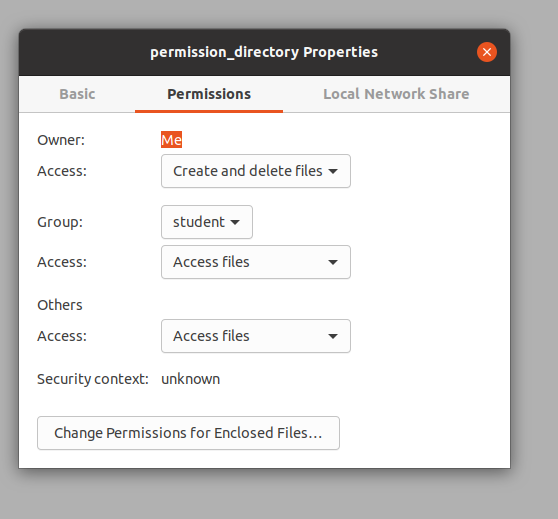 permission_directory Properties
Basic Permissions Local Network Share
Owner: Me
Access: Create and delete files
Group: student
Access: Access files
Others
Access: Access files
Security context: unknown
Change Permissions for Enclosed Files…